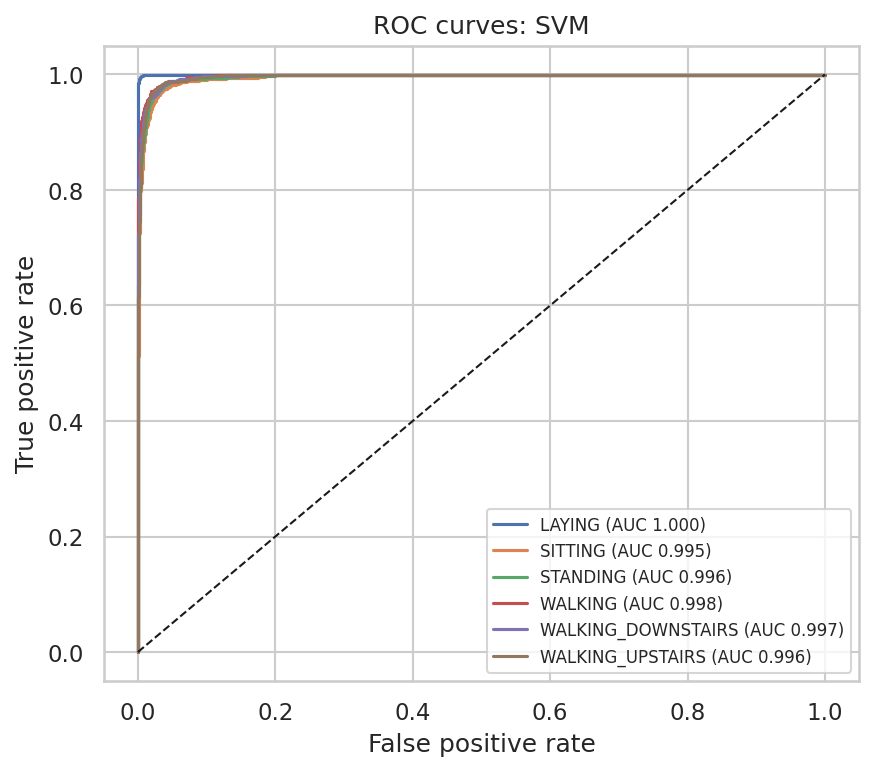 ROC curves: SVM
True positive rate
1.0
0.8
0.6
0.4
0.2
0.0
LAYING (AUC 1.000)
SITTING (AUC 0.995)
STANDING (AUC 0.996)
WALKING (AUC 0.998)
WALKING_DOWNSTAIRS (AUC 0.997)
WALKING_UPSTAIRS (AUC 0.996)
0.0 0.2 0.4 0.6 0.8 1.0
False positive rate